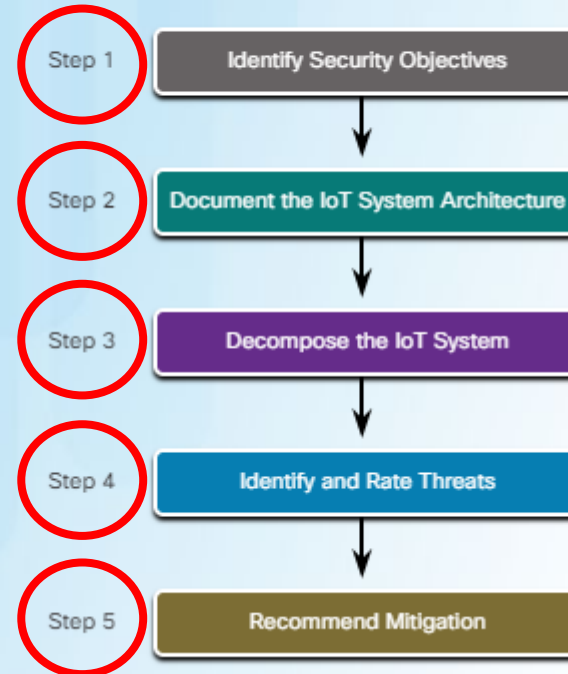 Step 1
Identify Security Objectives
Step 2
Document the IoT System Architecture
Step 3
Decompose the IoT System
Step 4
Identify and Rate Threats
Step 5
Recommend Mitigation